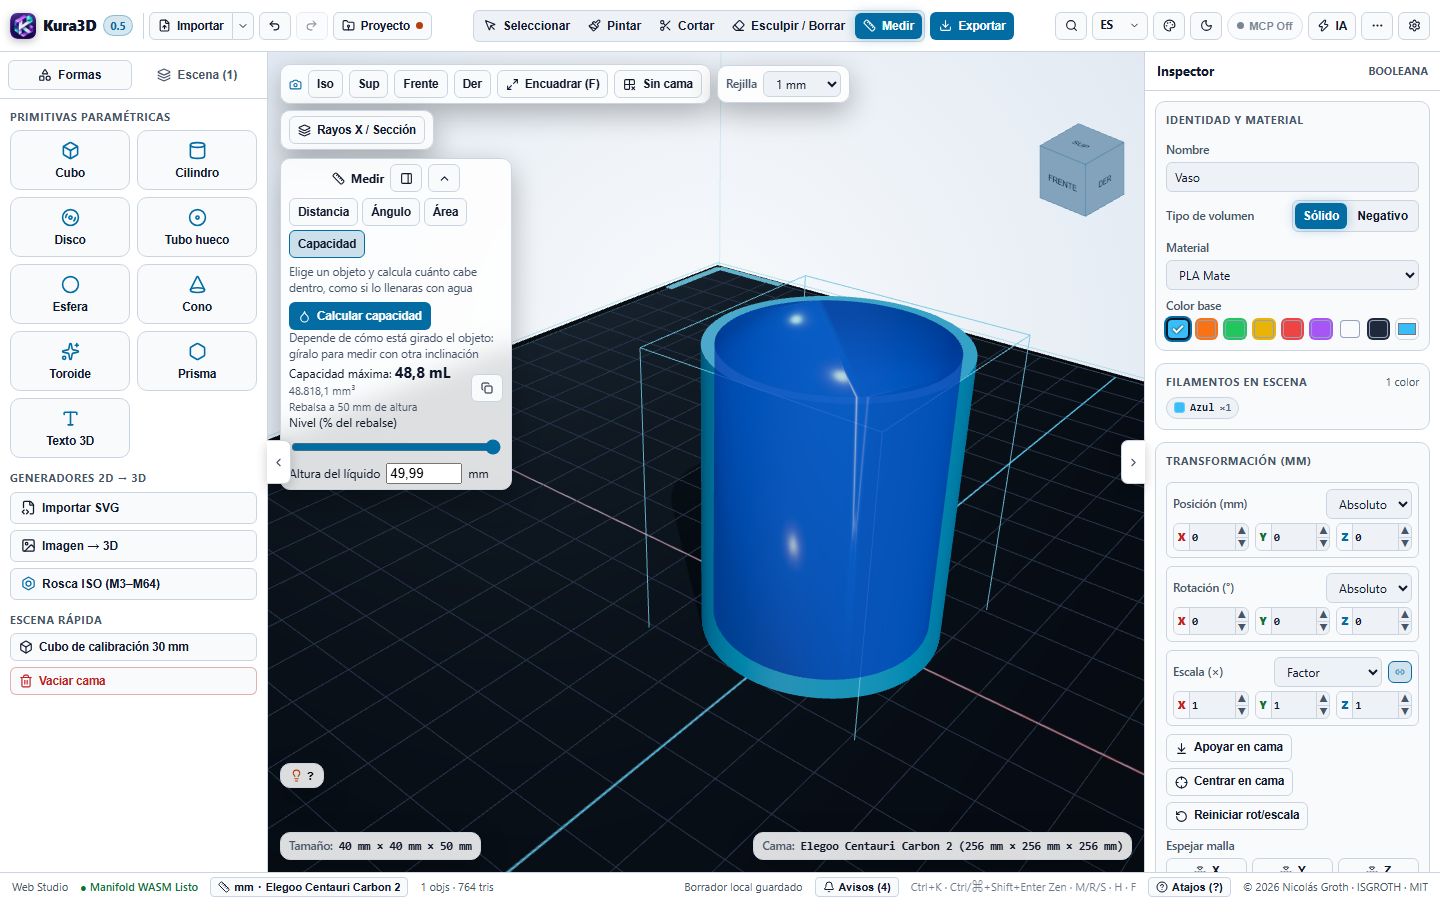 Kura3D 0.5 Importar Proyecto Seleccionar Pintar Cortar Esculpir / Borrar Medir Exportar ES MCP Off IA ···
Formas Escena (1)
PRIMITIVAS PARAMÉTRICAS
Cubo Cilindro
Disco Tubo hueco
Esfera Cono
Toroide Prisma
Texto 3D
GENERADORES 2D → 3D
Importar SVG
Imagen → 3D
Rosca ISO (M3–M64)
ESCENA RÁPIDA
Cubo de calibración 30 mm
Vaciar cama
Iso Sup Frente Der Encuadrar (F) Sin cama Rejilla 1 mm
Rayos X / Sección
Medir
Distancia Ángulo Área
Capacidad
Elige un objeto y calcula cuánto cabe
dentro, como si lo llenaras con agua
Calcular capacidad
Depende de cómo está girado el objeto:
gíralo para medir con otra inclinación
Capacidad máxima: 48,8 mL
48.818,1 mm³
Rebalsa a 50 mm de altura
Nivel (% del rebalse)
Altura del líquido 49,99 mm
SUP
FRENTE DER
?
Tamaño: 40 mm × 40 mm × 50 mm
Cama: Elegoo Centauri Carbon 2 (256 mm × 256 mm × 256 mm)
Inspector BOOLEANA
IDENTIDAD Y MATERIAL
Nombre
Vaso
Tipo de volumen Sólido Negativo
Material
PLA Mate
Color base
FILAMENTOS EN ESCENA 1 color
Azul ×1
TRANSFORMACIÓN (MM)
Posición (mm) Absoluto
X 0 Y 0 Z 0
Rotación (°) Absoluto
X 0 Y 0 Z 0
Escala (×) Factor
X 1 Y 1 Z 1
Apoyar en cama
Centrar en cama
Reiniciar rot/escala
Espejar malla
X Y Z
Web Studio Manifold WASM Listo mm · Elegoo Centauri Carbon 2 1 objs · 764 tris Borrador local guardado Avisos (4) Ctrl+K · Ctrl/⌘+Shift+Enter Zen · M/R/S · H · F Atajos (?) © 2026 Nicolás Groth · ISGROTH · MIT